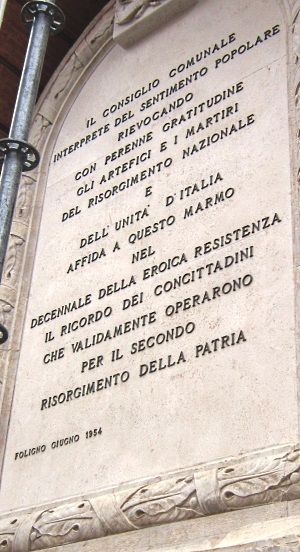 IL CONSIGLIO COMUNALE
INTERPRETE DEL SENTIMENTO POPOLARE
RIEVOCANDO
CON PERENNE GRATITUDINE
GLI ARTEFICI E I MARTIRI
DEL RISORGIMENTO NAZIONALE
E
DELL'UNITA' D'ITALIA
AFFIDA A QUESTO MARMO
NEL
DECENNALE DELLA EROICA RESISTENZA
IL RICORDO DEI CONCITTADINI
CHE VALIDAMENTE OPERARONO
PER IL SECONDO
RISORGIMENTO DELLA PATRIA
FOLIGNO GIUGNO 1954